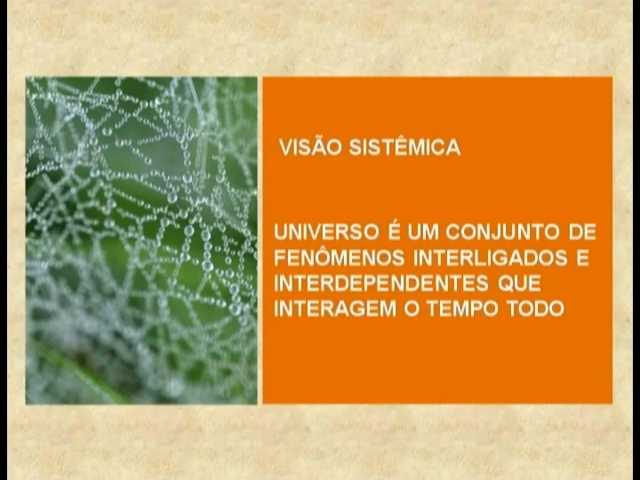 VISÃO SISTÊMICA
UNIVERSO É UM CONJUNTO DE
FENÔMENOS INTERLIGADOS E
INTERDEPENDENTES QUE
INTERAGEM O TEMPO TODO